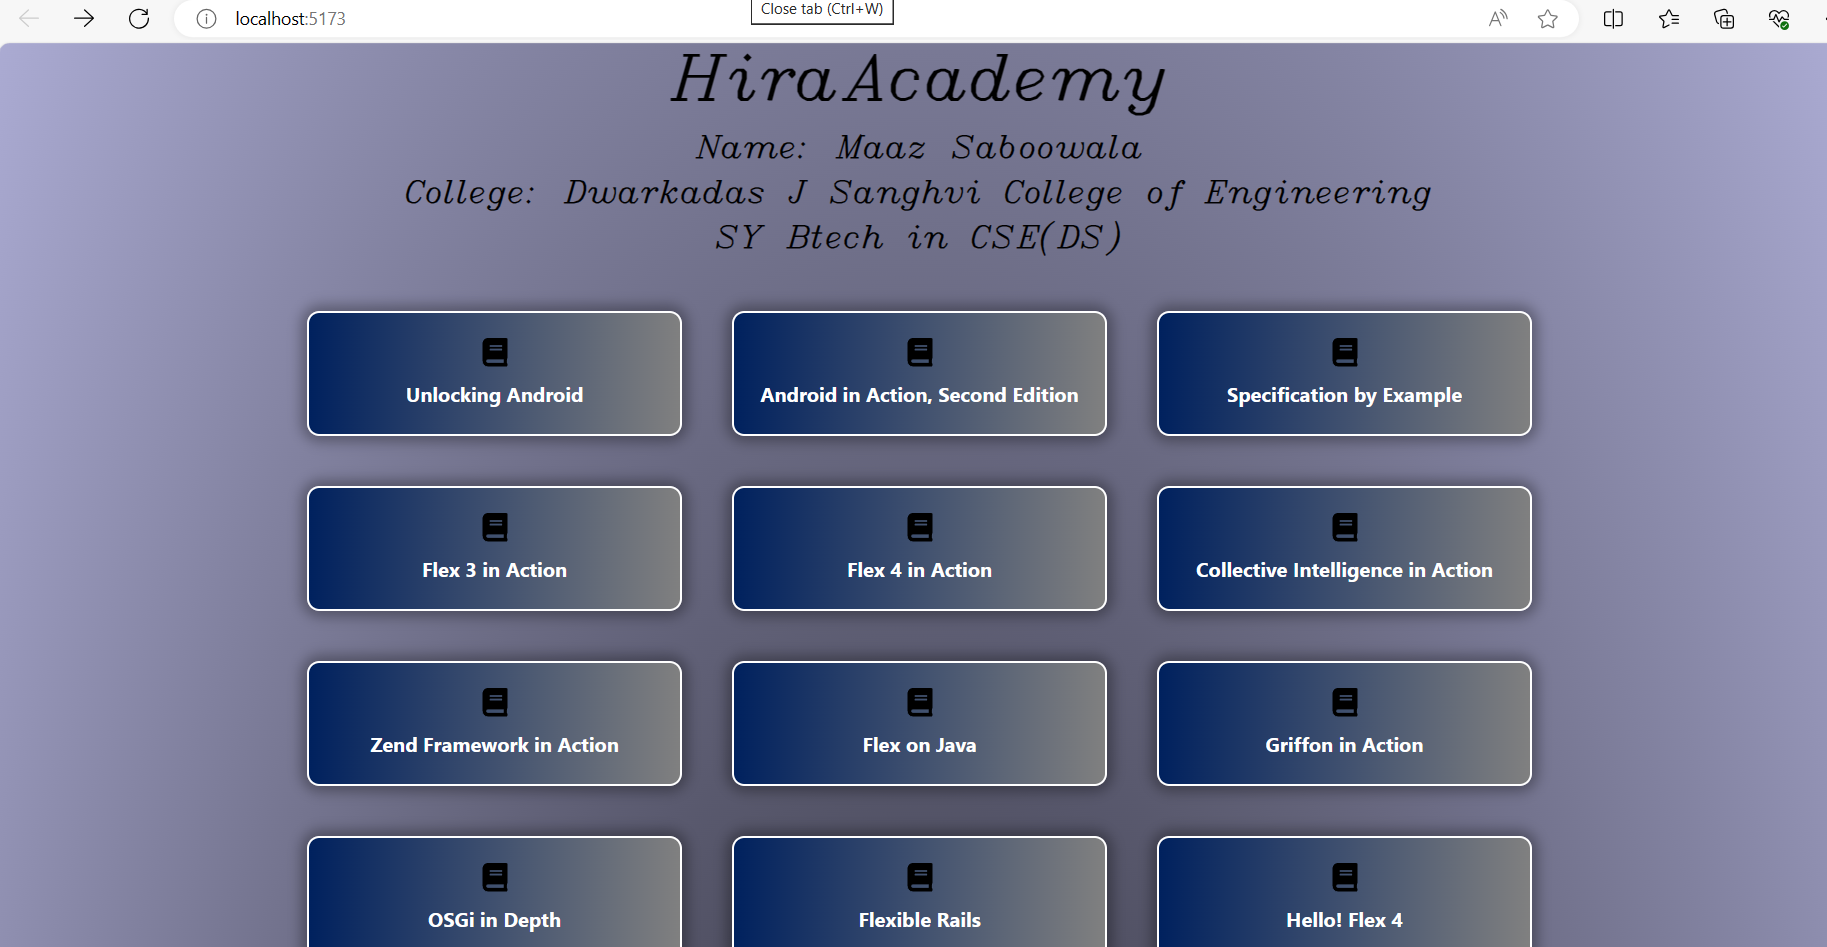 Close tab (Ctrl+W)
localhost:5173
HiraAcademy
Name: Maaz Saboowala
College: Dwarkadas J Sanghvi College of Engineering
SY Btech in CSE(DS)
Unlocking Android
Android in Action, Second Edition
Specification by Example
Flex 3 in Action
Flex 4 in Action
Collective Intelligence in Action
Zend Framework in Action
Flex on Java
Griffon in Action
OSGi in Depth
Flexible Rails
Hello! Flex 4